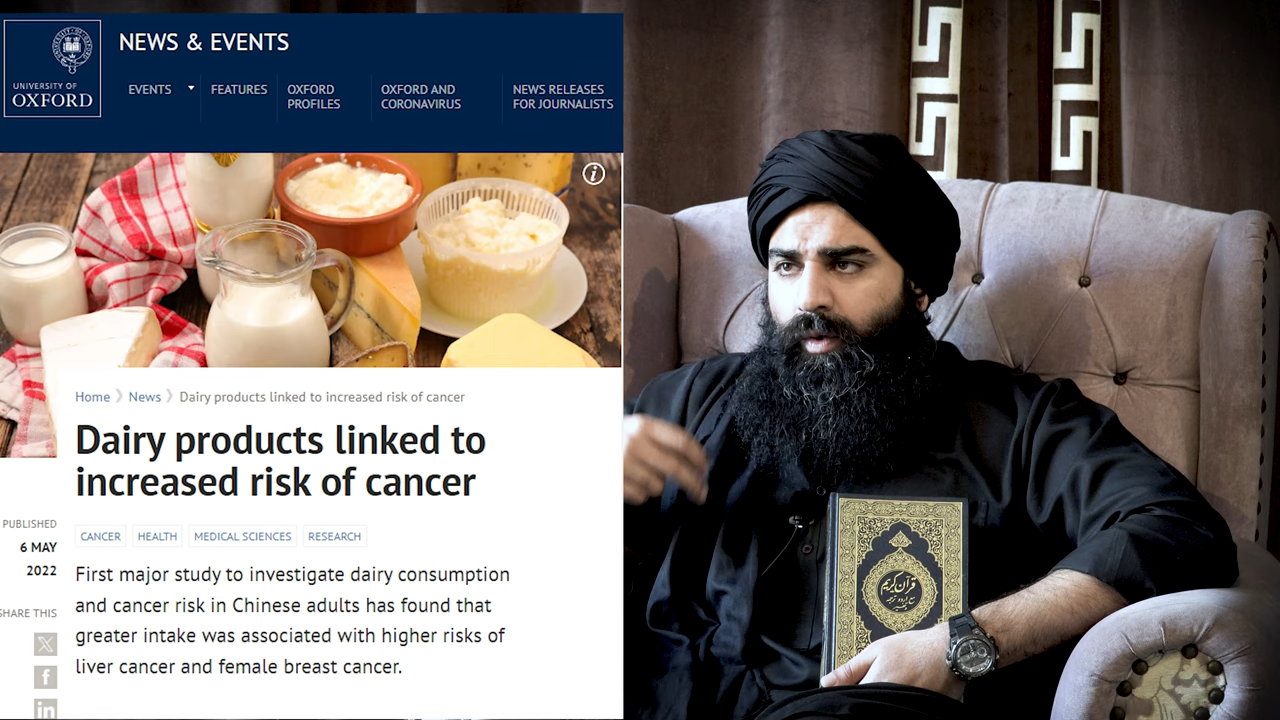 UNIVERSITY OF
OXFORD
NEWS & EVENTS
EVENTS
FEATURES
OXFORD
PROFILES
OXFORD AND
CORONAVIRUS
NEWS RELEASES
FOR JOURNALISTS
i
Home 》 News 》 Dairy products linked to increased risk of cancer
Dairy products linked to
increased risk of cancer
PUBLISHED
6 MAY
2022
CANCER
HEALTH
MEDICAL SCIENCES
RESEARCH
First major study to investigate dairy consumption
and cancer risk in Chinese adults has found that
greater intake was associated with higher risks of
liver cancer and female breast cancer.
SHARE THIS
X
f
in
قرآن کریم
مع اردو ترجمہ